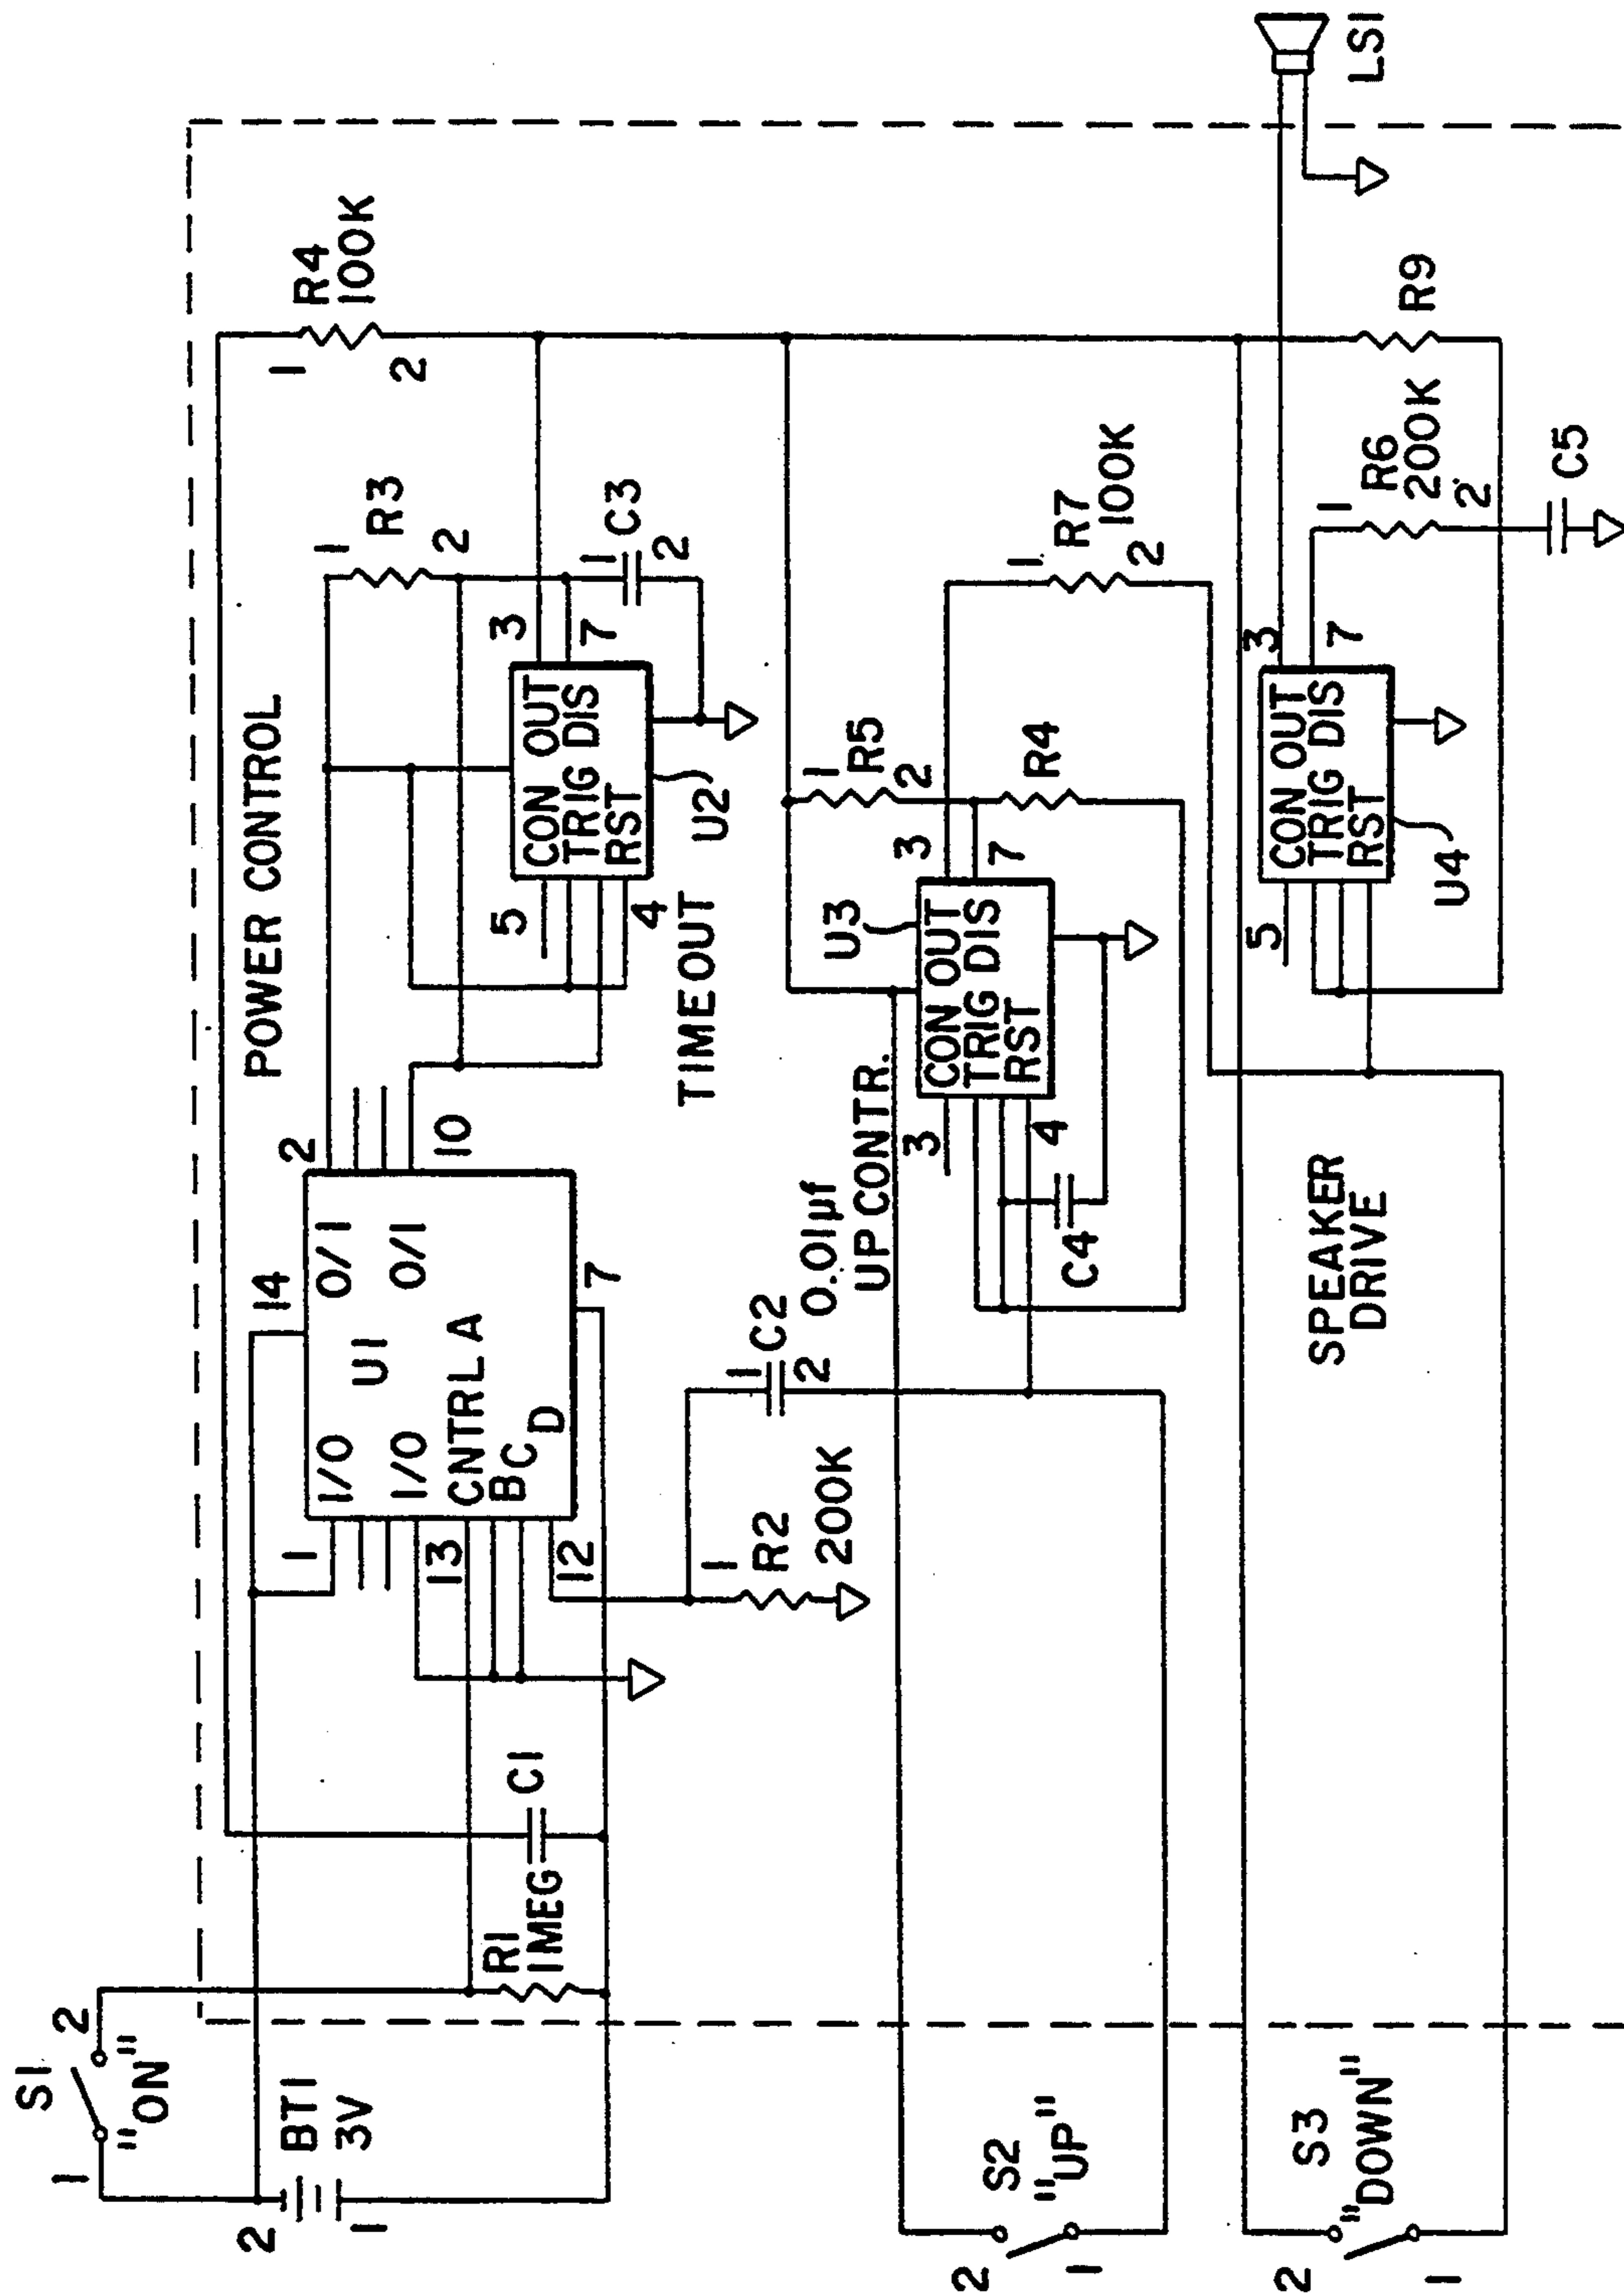 S1
1
2
"ON"
2
BT1
3V
1
R1
1MEG
C1
POWER CONTROL
14
1
2
I/O
O/I
U1
I/O
O/I
CNTRL A
B
C
D
13
12
10
7
R4
100K
1
2
1
R3
2
1
C3
2
5
3
7
4
CON OUT
TRIG DIS
RST
U2
TIMEOUT
1
R2
200K
1
C2
2
0.01µf
UP CONTR.
U3
3
3
7
4
CON OUT
TRIG DIS
RST
C4
1
R5
2
R4
1
R7
100K
2
S2
"UP"
2
1
S3
"DOWN"
2
1
SPEAKER
DRIVE
5
3
7
CON OUT
TRIG DIS
RST
U4
1
R6
200K
2
R9
C5
LS1